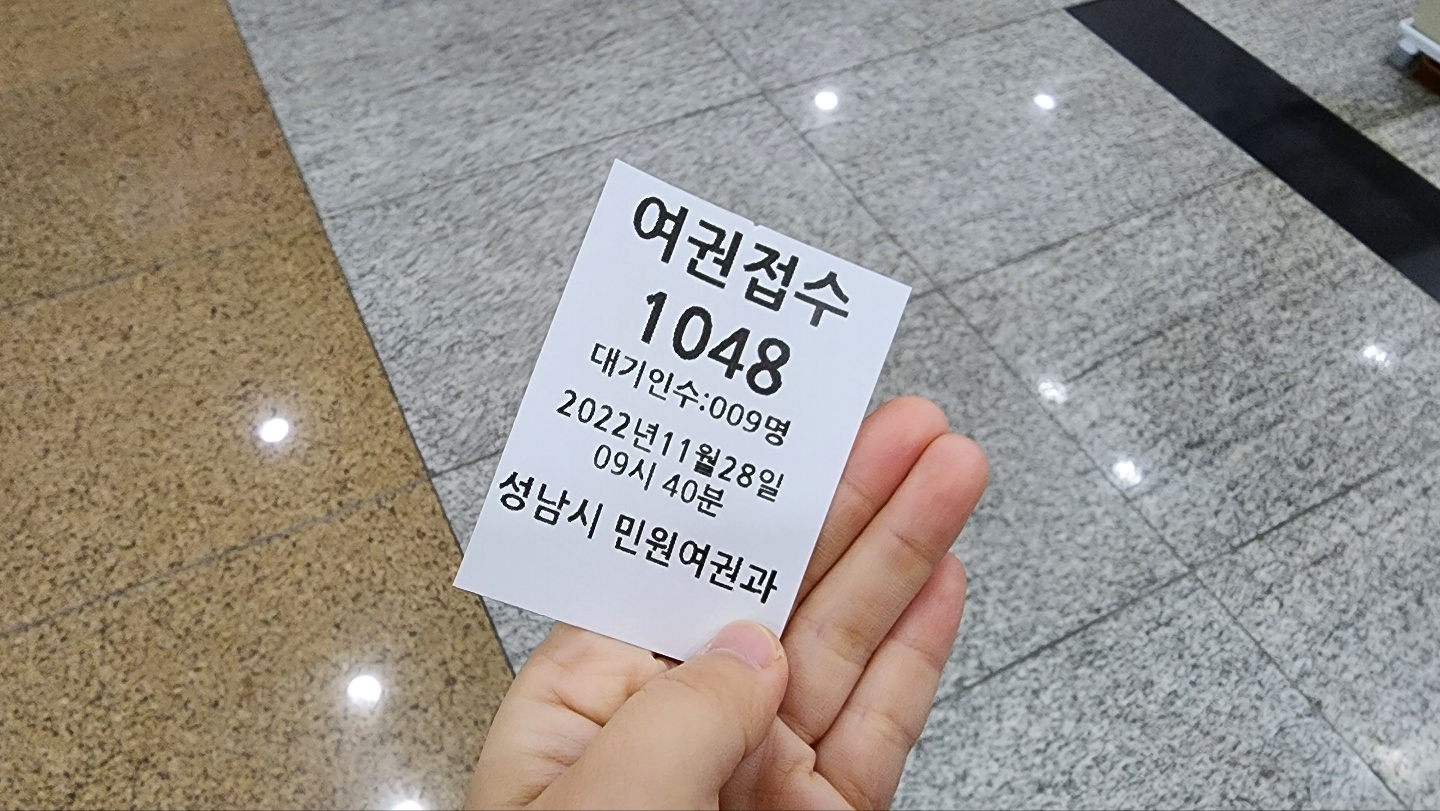 여권접수
1048
대기인수:009명
2022년11월28일
09시 40분
성남시 민원여권과